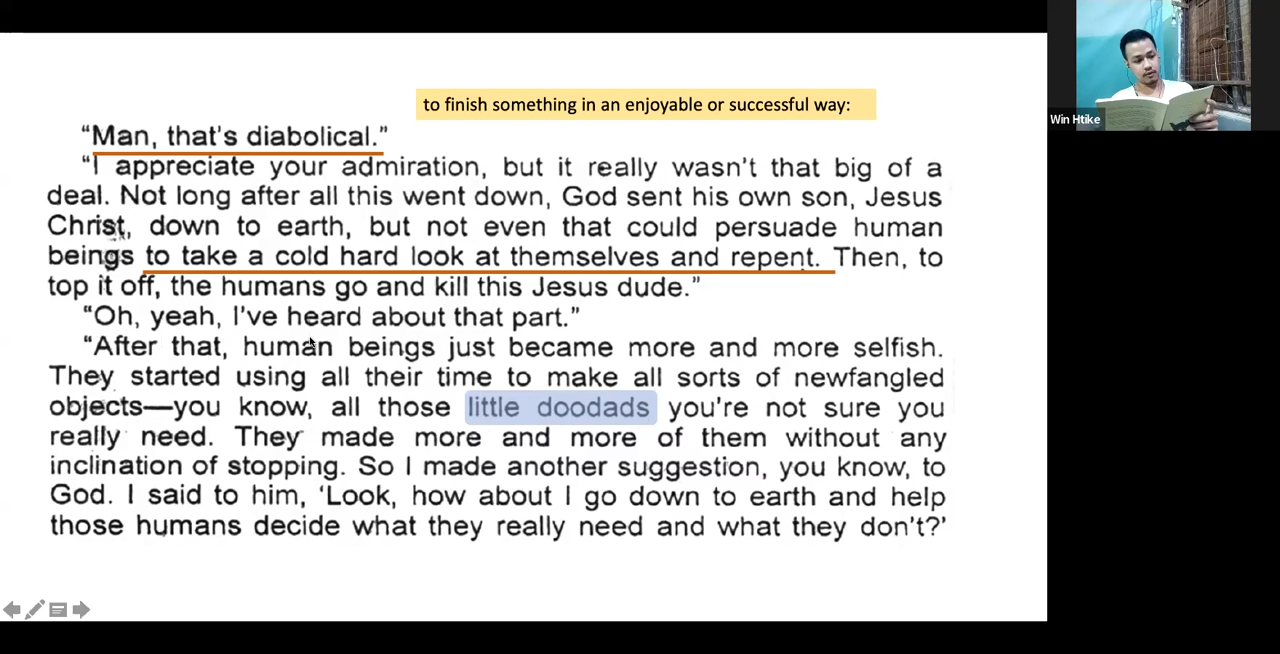 to finish something in an enjoyable or successful way:
“Man, that’s diabolical.”
“I appreciate your admiration, but it really wasn’t that big of a
deal. Not long after all this went down, God sent his own son, Jesus
Christ, down to earth, but not even that could persuade human
beings to take a cold hard look at themselves and repent. Then, to
top it off, the humans go and kill this Jesus dude.”
“Oh, yeah, I’ve heard about that part.”
“After that, human beings just became more and more selfish.
They started using all their time to make all sorts of newfangled
objects—you know, all those little doodads you’re not sure you
really need. They made more and more of them without any
inclination of stopping. So I made another suggestion, you know, to
God. I said to him, ‘Look, how about I go down to earth and help
those humans decide what they really need and what they don’t?’
Win Htike